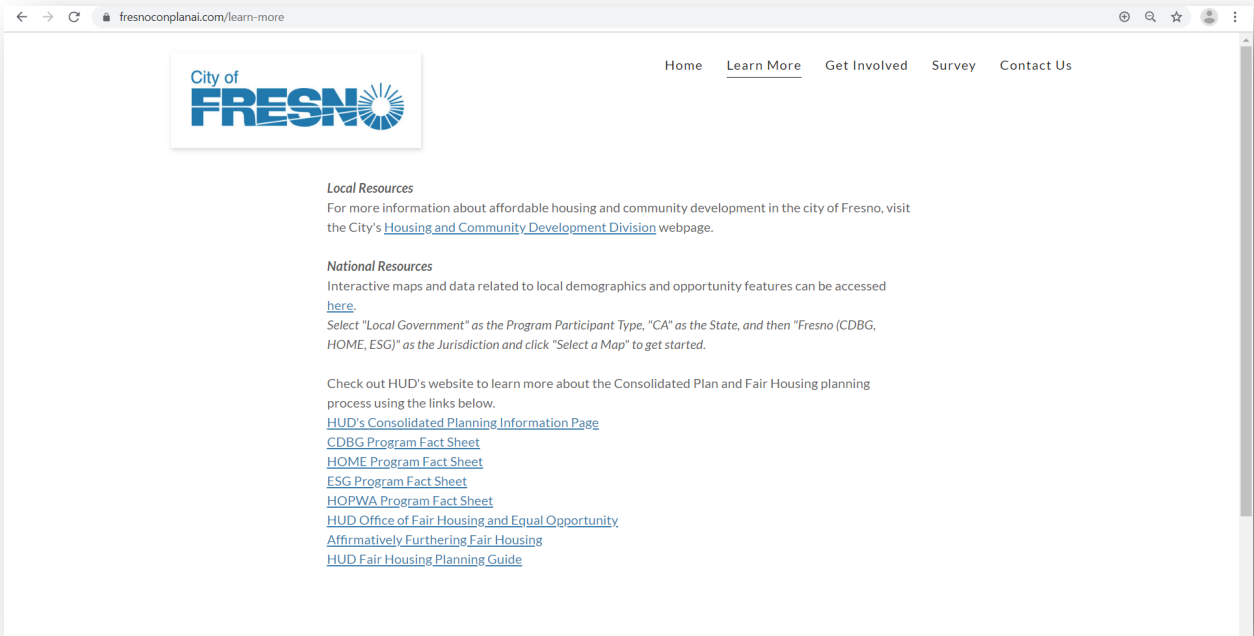 fresnoconplanai.com/learn-more
City of
FRESNO
Home Learn More Get Involved Survey Contact Us
Local Resources
For more information about affordable housing and community development in the city of Fresno, visit
the City's Housing and Community Development Division webpage.
National Resources
Interactive maps and data related to local demographics and opportunity features can be accessed
here.
Select "Local Government" as the Program Participant Type, "CA" as the State, and then "Fresno (CDBG,
HOME, ESG)" as the Jurisdiction and click "Select a Map" to get started.
Check out HUD's website to learn more about the Consolidated Plan and Fair Housing planning
process using the links below.
HUD's Consolidated Planning Information Page
CDBG Program Fact Sheet
HOME Program Fact Sheet
ESG Program Fact Sheet
HOPWA Program Fact Sheet
HUD Office of Fair Housing and Equal Opportunity
Affirmatively Furthering Fair Housing
HUD Fair Housing Planning Guide